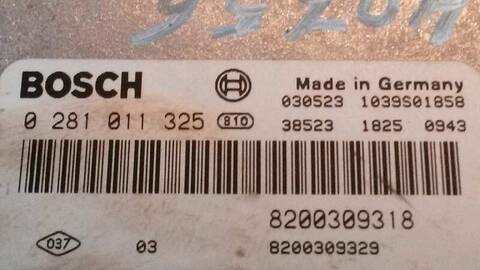 BOSCH
Made in Germany
030523 1039S01858
0 281 011 325 810
38523 1825 0943
8200309318
037 03 8200309329